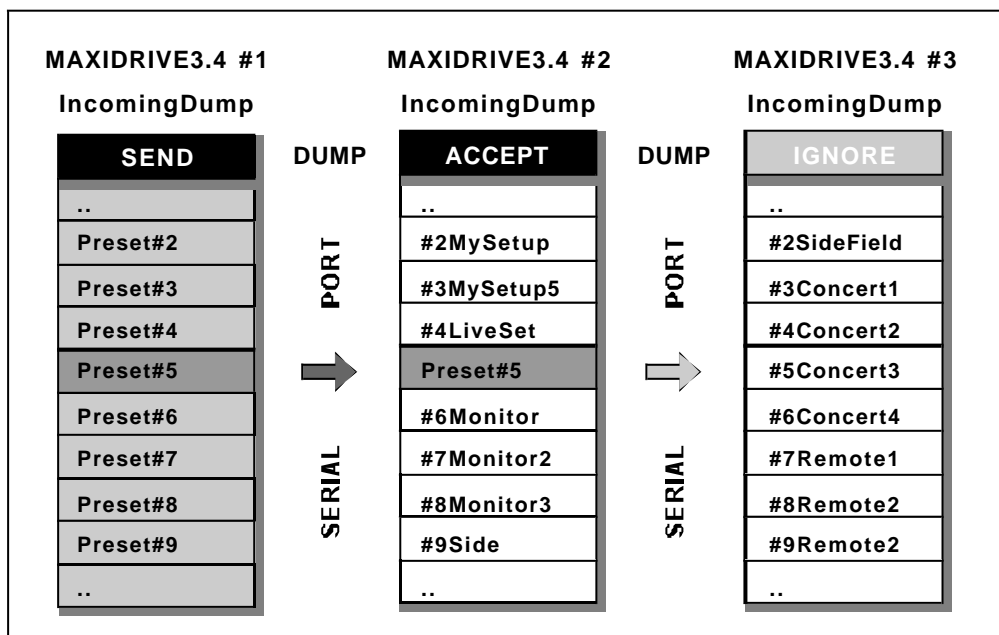 MAXIDRIVE3.4 #1
IncomingDump
SEND
..
Preset#2
Preset#3
Preset#4
Preset#5
Preset#6
Preset#7
Preset#8
Preset#9
..
DUMP
PORT
SERIAL
MAXIDRIVE3.4 #2
IncomingDump
ACCEPT
..
#2MySetup
#3MySetup5
#4LiveSet
Preset#5
#6Monitor
#7Monitor2
#8Monitor3
#9Side
..
DUMP
PORT
SERIAL
MAXIDRIVE3.4 #3
IncomingDump
IGNORE
..
#2SideField
#3Concert1
#4Concert2
#5Concert3
#6Concert4
#7Remote1
#8Remote2
#9Remote2
..